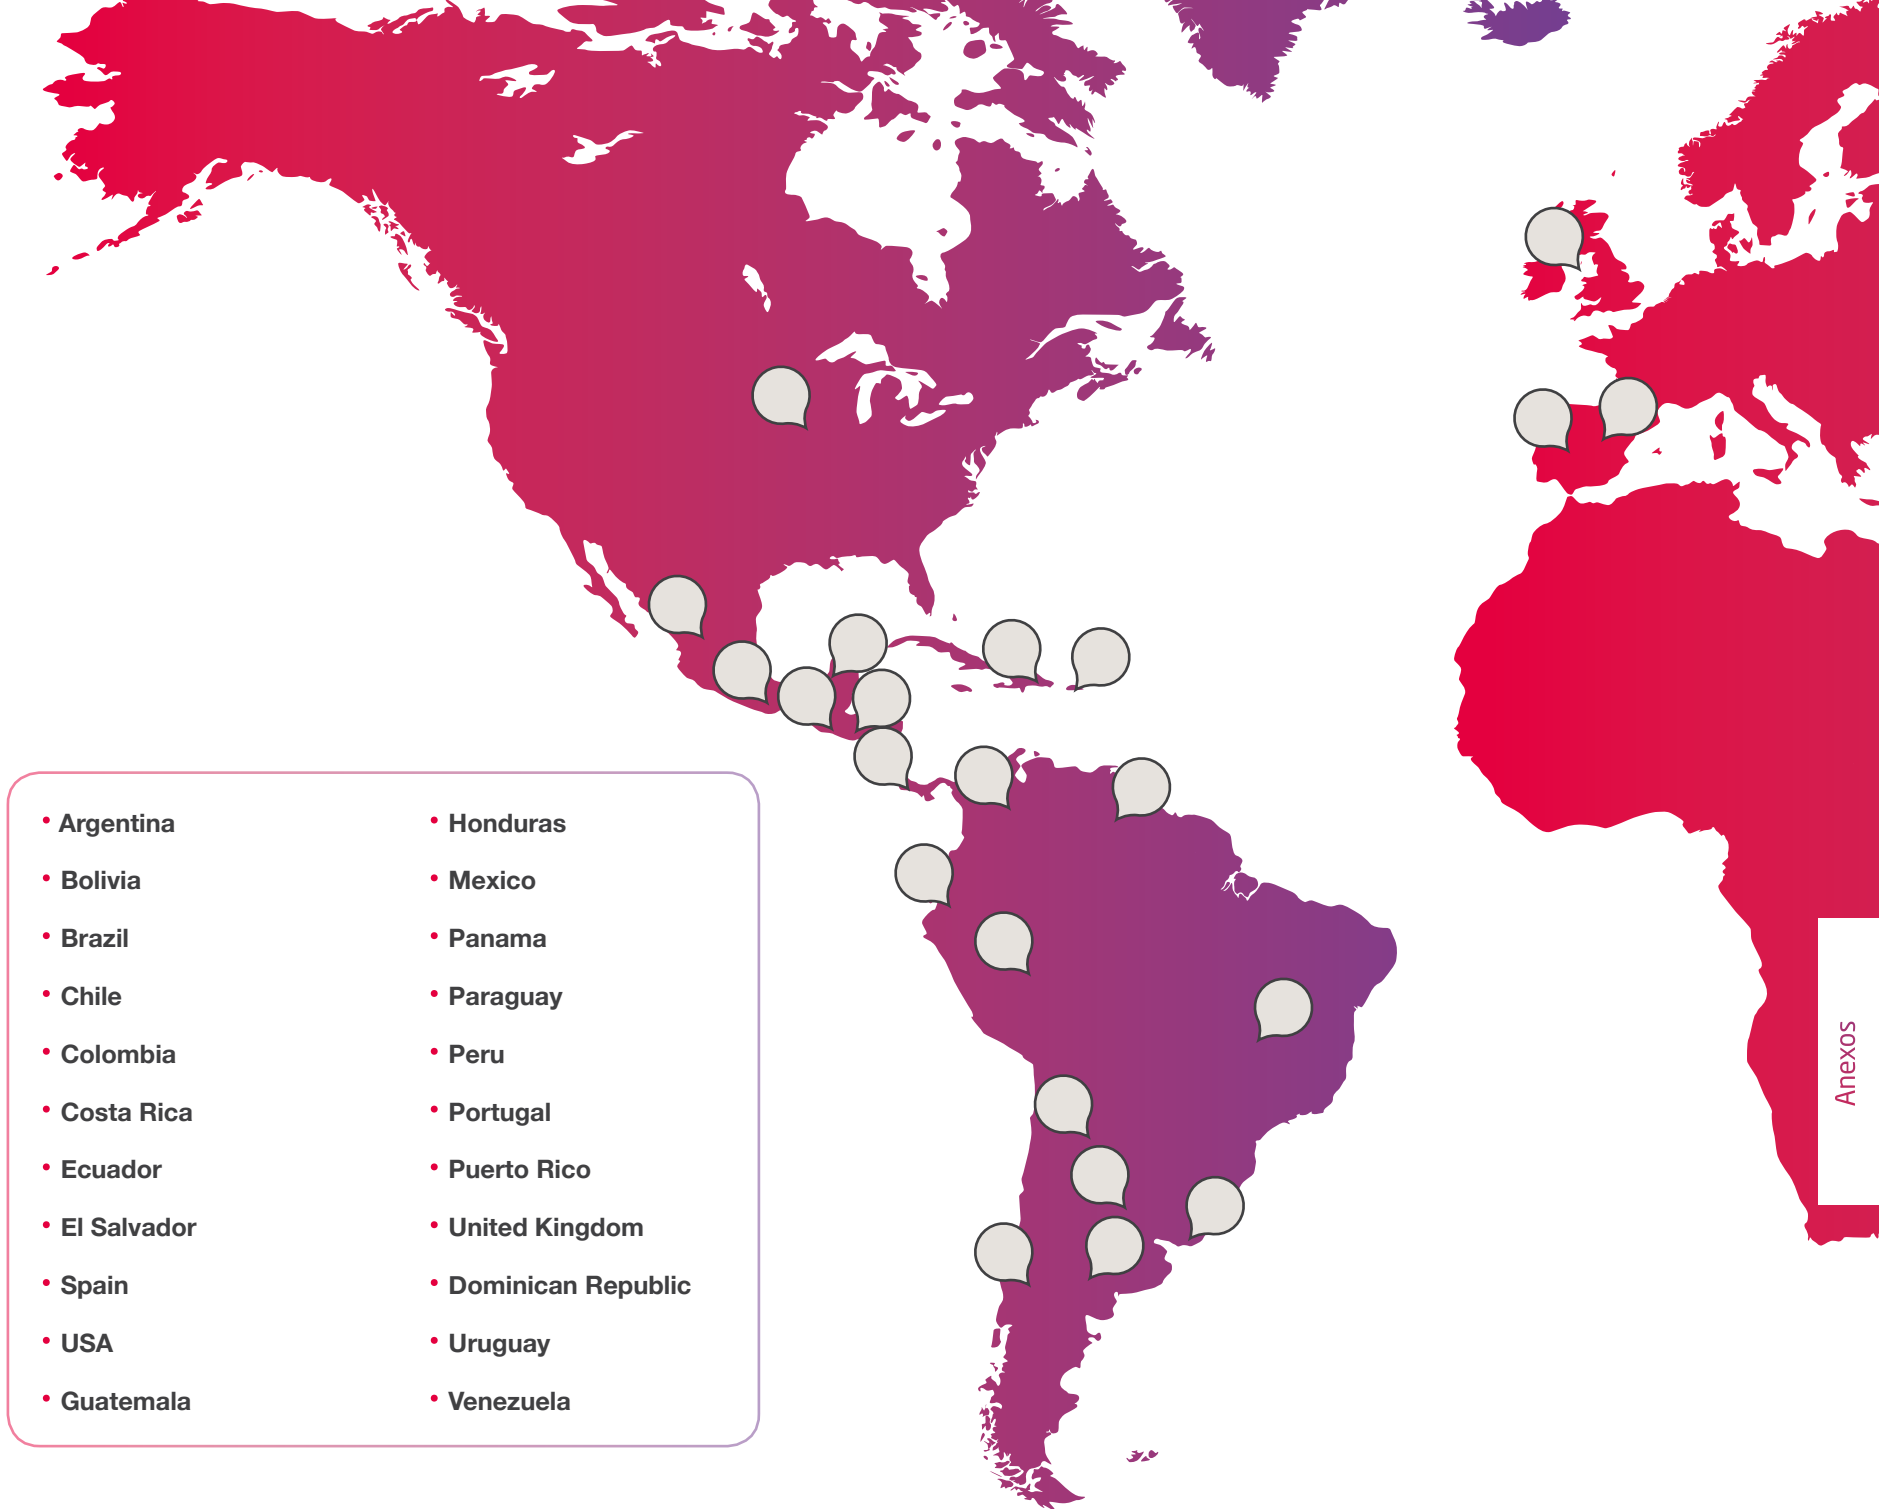 • Argentina
• Bolivia
• Brazil
• Chile
• Colombia
• Costa Rica
• Ecuador
• El Salvador
• Spain
• USA
• Guatemala
• Honduras
• Mexico
• Panama
• Paraguay
• Peru
• Portugal
• Puerto Rico
• United Kingdom
• Dominican Republic
• Uruguay
• Venezuela
Anexos